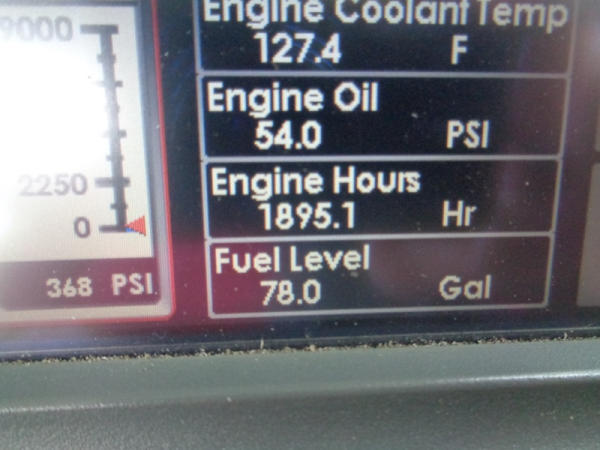 9000
2250
0
368 PSI
Engine Coolant Temp
127.4 F
Engine Oil
54.0 PSI
Engine Hours
1895.1 Hr
Fuel Level
78.0 Gal